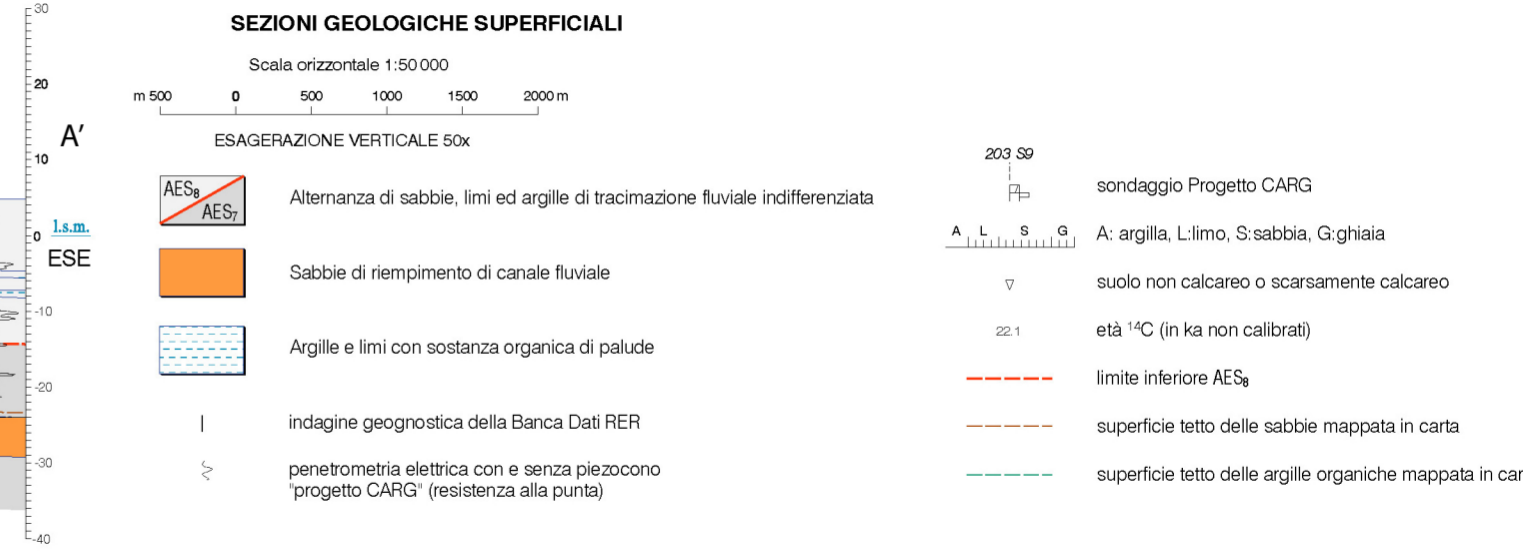 30
20
A'
10
0
l.s.m.
ESE
-10
-20
-30
-40
SEZIONI GEOLOGICHE SUPERFICIALI
Scala orizzontale 1:50 000
m 500 0 500 1000 1500 2000 m
ESAGERAZIONE VERTICALE 50x
AES₈
AES₇
Alternanza di sabbie, limi ed argille di tracimazione fluviale indifferenziata
Sabbie di riempimento di canale fluviale
Argille e limi con sostanza organica di palude
indagine geognostica della Banca Dati RER
penetrometria elettrica con e senza piezocono
"progetto CARG" (resistenza alla punta)
203 S9
sondaggio Progetto CARG
A L S G
A: argilla, L:limo, S:sabbia, G:ghiaia
suolo non calcareo o scarsamente calcareo
22.1
età ¹⁴C (in ka non calibrati)
limite inferiore AES₈
superficie tetto delle sabbie mappata in carta
superficie tetto delle argille organiche mappata in car